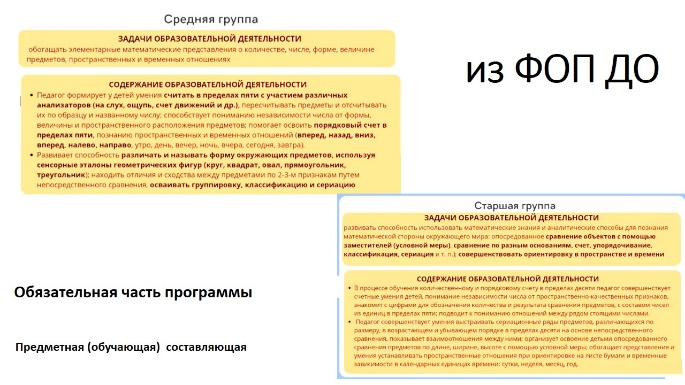 Средняя группа
ЗАДАЧИ ОБРАЗОВАТЕЛЬНОЙ ДЕЯТЕЛЬНОСТИ
обогащать элементарные математические представления о количестве, числе, форме, величине
предметов, пространственных и временных отношениях
из ФОП ДО
СОДЕРЖАНИЕ ОБРАЗОВАТЕЛЬНОЙ ДЕЯТЕЛЬНОСТИ
• Педагог формирует у детей умения считать в пределах пяти с участием различных
анализаторов (на слух, ощупь, счет движений и др.), пересчитывать предметы и отсчитывать
их по образцу и названному числу; способствует пониманию независимости числа от формы,
величины и пространственного расположения предметов; помогает освоить порядковый счет в
пределах пяти, познанию пространственных и временных отношений (вперед, назад, вниз,
вперед, налево, направо, утро, день, вечер, ночь, вчера, сегодня, завтра).
• Развивает способность различать и называть форму окружающих предметов, используя
сенсорные эталоны геометрических фигур (круг, квадрат, овал, прямоугольник,
треугольник); находить отличия и сходства между предметами по 2-3-м признакам путем
непосредственного сравнения, осваивать группировку, классификацию и сериацию
Старшая группа
ЗАДАЧИ ОБРАЗОВАТЕЛЬНОЙ ДЕЯТЕЛЬНОСТИ
развивать способность использовать математические знания и аналитические способы для познания
математической стороны окружающего мира: опосредованное сравнение объектов с помощью
заместителей (условной меры), сравнение по разным основаниям, счет, упорядочивание,
классификация, сериация и т. п.); совершенствовать ориентировку в пространстве и времени
СОДЕРЖАНИЕ ОБРАЗОВАТЕЛЬНОЙ ДЕЯТЕЛЬНОСТИ
• В процессе обучения количественному и порядковому счету в пределах десяти педагог совершенствует
счетные умения детей, понимание независимости числа от пространственно-качественных признаков,
знакомит с цифрами для обозначения количества и результата сравнения предметов, с составом чисел
из единиц в пределах пяти; подводит к пониманию отношений между рядом стоящими числами.
• Педагог совершенствует умения выстраивать сериационные ряды предметов, различающихся по
размеру, в возрастающем и убывающем порядке в пределах десяти на основе непосредственного
сравнения, показывает взаимоотношения между ними; организует освоение детьми опосредованного
сравнения предметов по длине, ширине, высоте с помощью условной меры; обогащает представления и
умения устанавливать пространственные отношения при ориентировке на листе бумаги и временные
зависимости в календарных единицах времени: сутки, неделя, месяц, год.
Обязательная часть программы
Предметная (обучающая) составляющая